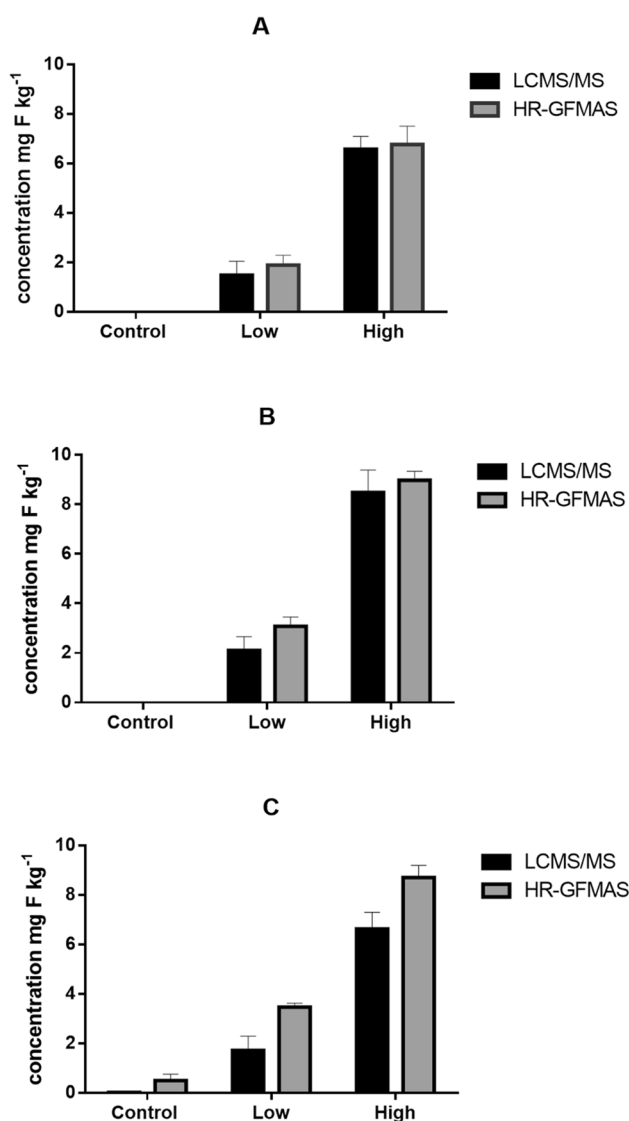 A
concentration mg F kg⁻¹
10
8
6
4
2
0
Control Low High
LCMS/MS
HR-GFMAS
B
concentration mg F kg⁻¹
10
8
6
4
2
0
Control Low High
LCMS/MS
HR-GFMAS
C
concentration mg F kg⁻¹
10
8
6
4
2
0
Control Low High
LCMS/MS
HR-GFMAS